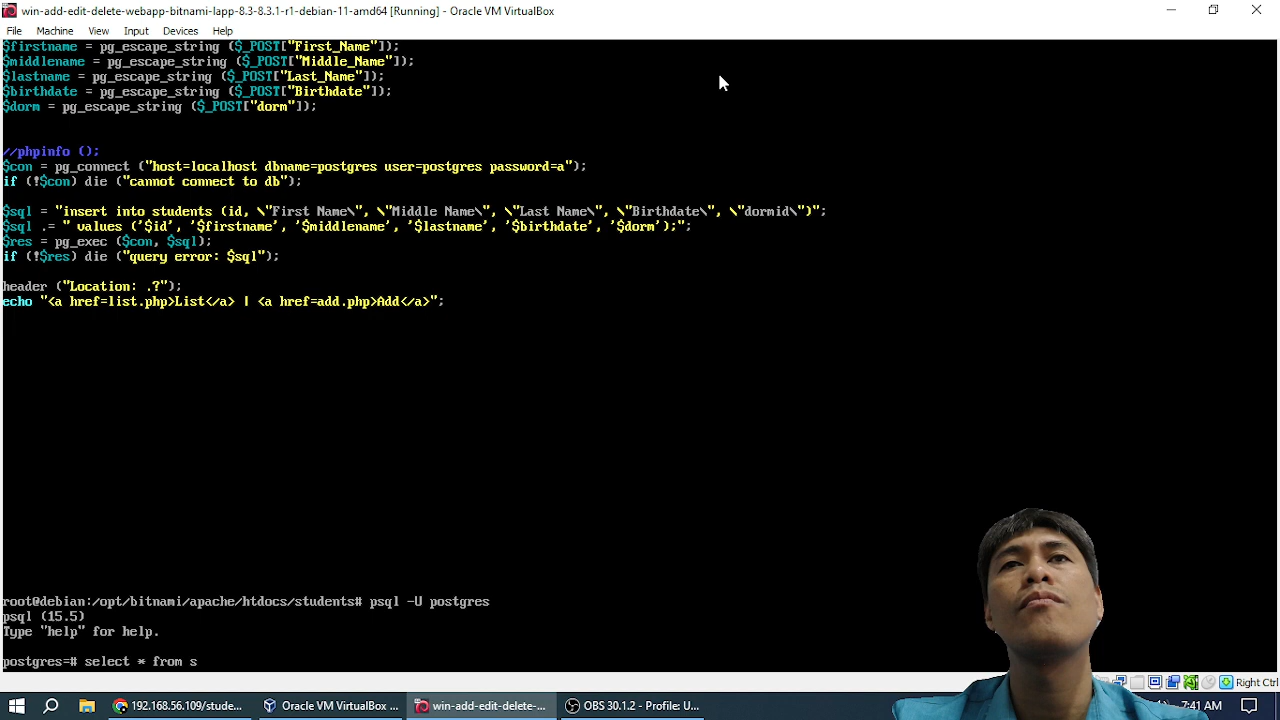 win-add-edit-delete-webapp-bitnami-lapp-8.3-8.3.1-r1-debian-11-amd64 [Running] - Oracle VM VirtualBox
File Machine View Input Devices Help
$firstname = pg_escape_string ($_POST["First_Name"]);
$middlename = pg_escape_string ($_POST["Middle_Name"]);
$lastname = pg_escape_string ($_POST["Last_Name"]);
$birthdate = pg_escape_string ($_POST["Birthdate"]);
$dorm = pg_escape_string ($_POST["dorm"]);
//phpinfo ();
$con = pg_connect ("host=localhost dbname=postgres user=postgres password=a");
if (!$con) die ("cannot connect to db");
$sql = "insert into students (id, \"First Name\", \"Middle Name\", \"Last Name\", \"Birthdate\", \"dormid\")";
$sql .= " values ('$id', '$firstname', '$middlename', '$lastname', '$birthdate', '$dorm');";
$res = pg_exec ($con, $sql);
if (!$res) die ("query error: $sql");
header ("Location: .?");
echo "<a href=list.php>List</a> | <a href=add.php>Add</a>";
root@debian:/opt/bitnami/apache/htdocs/students# psql -U postgres
psql (15.5)
Type "help" for help.
postgres=# select * from s
Right Ctrl
192.168.56.109/stude... Oracle VM VirtualBox ... win-add-edit-delete-... OBS 30.1.2 - Profile: U... 7:41 AM